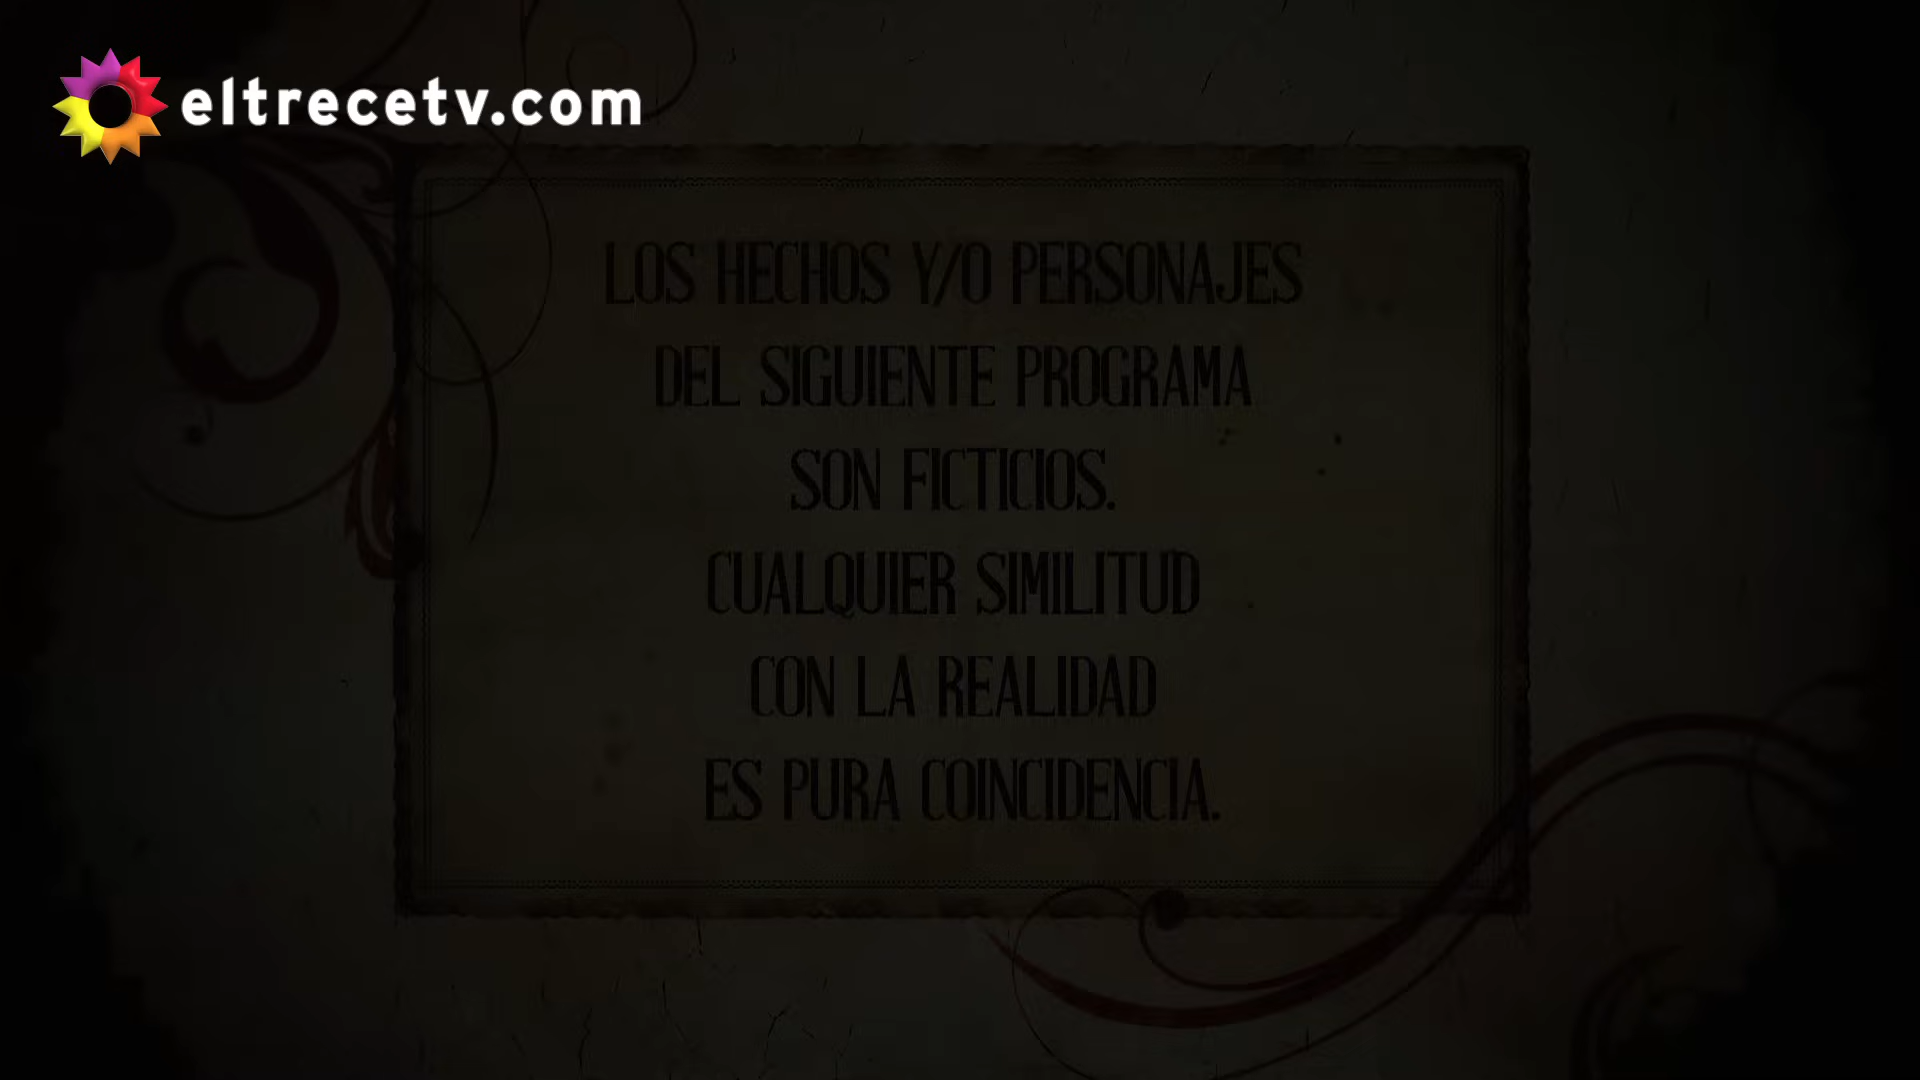 eltrecetv.com
LOS HECHOS Y/O PERSONAJES
DEL SIGUIENTE PROGRAMA
SON FICTICIOS.
CUALQUIER SIMILITUD
CON LA REALIDAD
ES PURA COINCIDENCIA.